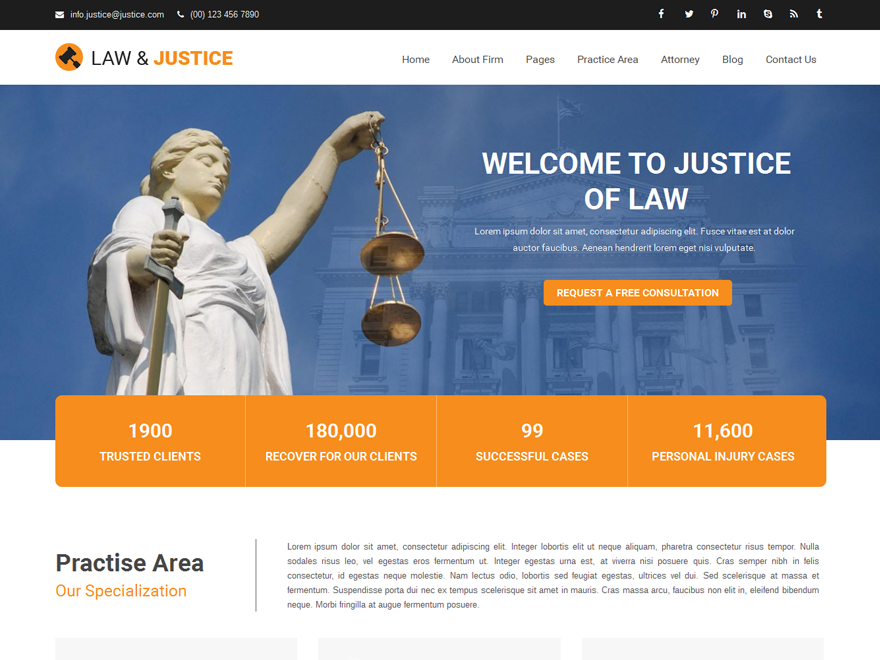 info.justice@justice.com (00) 123 456 7890
LAW & JUSTICE
Home About Firm Pages Practice Area Attorney Blog Contact Us
WELCOME TO JUSTICE
OF LAW
Lorem ipsum dolor sit amet, consectetur adipiscing elit. Fusce vitae est at dolor
auctor faucibus. Aenean hendrerit lorem eget nisi vulputate.
REQUEST A FREE CONSULTATION
1900 180,000 99 11,600
TRUSTED CLIENTS RECOVER FOR OUR CLIENTS SUCCESSFUL CASES PERSONAL INJURY CASES
Practise Area
Our Specialization
Lorem ipsum dolor sit amet, consectetur adipiscing elit. Integer lobortis elit ut neque aliquam, pharetra consectetur risus tempor. Nulla
sodales risus leo, vel egestas eros fermentum ut. Integer egestas urna est, at viverra nisi posuere quis. Cras semper nibh in felis
consectetur, id egestas neque molestie. Nam lectus odio, lobortis sed feugiat egestas, ultrices vel dui. Sed scelerisque at massa et
fermentum. Suspendisse porta dui nec ex tempus scelerisque sit amet in mauris. Cras massa arcu, faucibus non elit in, eleifend bibendum
neque. Morbi fringilla at augue fermentum posuere.